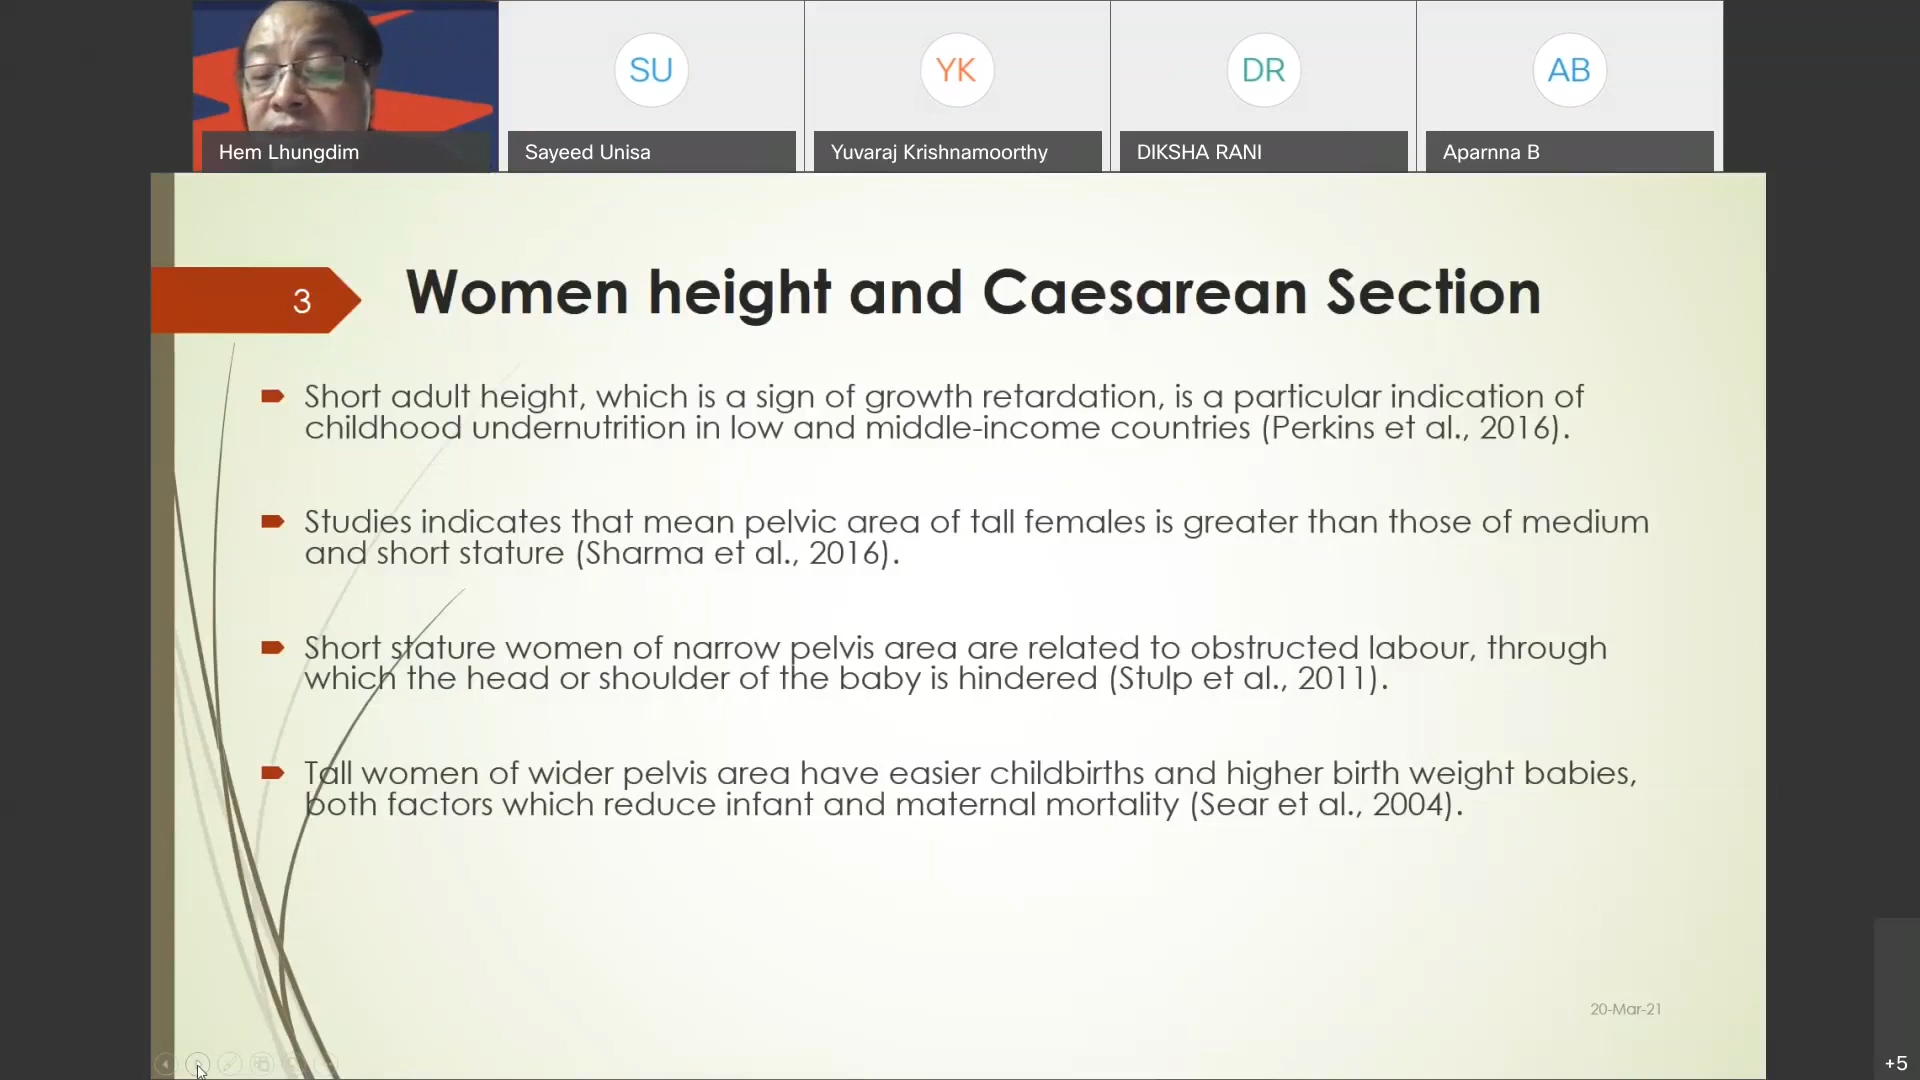 SU
YK
DR
AB
Hem Lhungdim
Sayeed Unisa
Yuvaraj Krishnamoorthy
DIKSHA RANI
Aparnna B
3
Women height and Caesarean Section
Short adult height, which is a sign of growth retardation, is a particular indication of
childhood undernutrition in low and middle-income countries (Perkins et al., 2016).
Studies indicates that mean pelvic area of tall females is greater than those of medium
and short stature (Sharma et al., 2016).
Short stature women of narrow pelvis area are related to obstructed labour, through
which the head or shoulder of the baby is hindered (Stulp et al., 2011).
Tall women of wider pelvis area have easier childbirths and higher birth weight babies,
both factors which reduce infant and maternal mortality (Sear et al., 2004).
20-Mar-21
+5